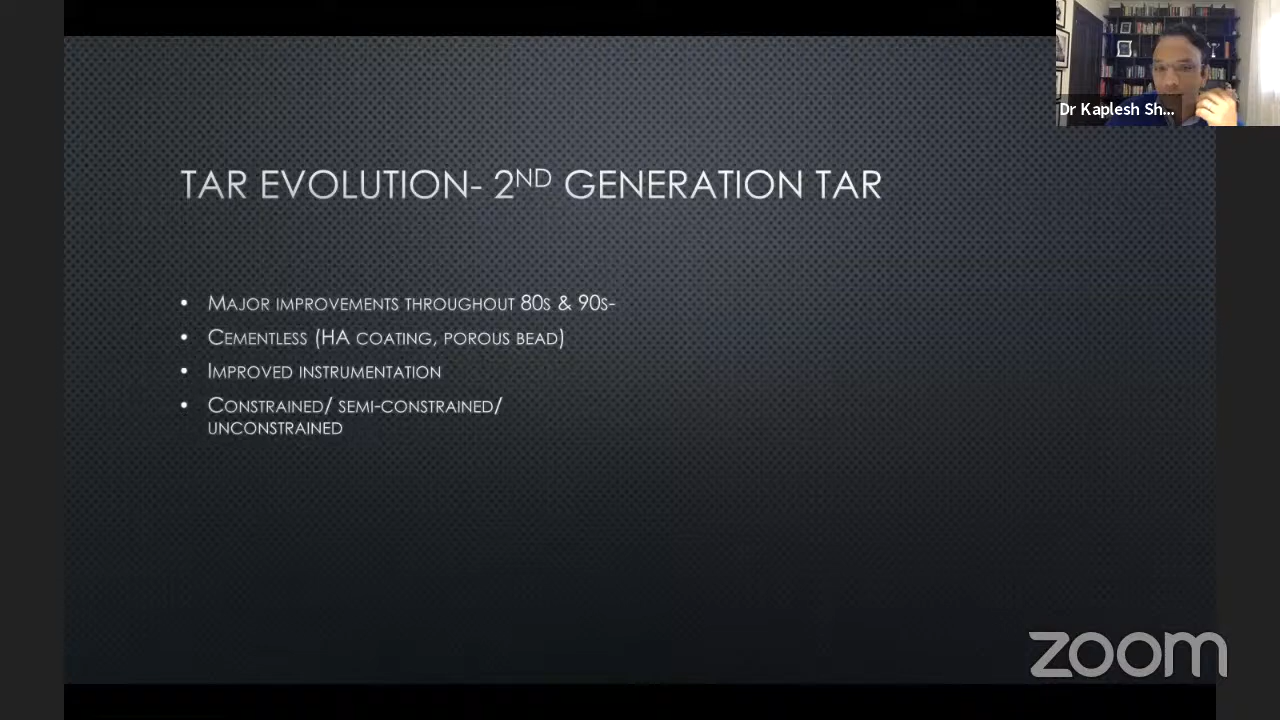 Dr Kaplesh Sh...
TAR EVOLUTION- 2ND GENERATION TAR
• MAJOR IMPROVEMENTS THROUGHOUT 80S & 90S-
• CEMENTLESS (HA COATING, POROUS BEAD)
• IMPROVED INSTRUMENTATION
• CONSTRAINED/ SEMI-CONSTRAINED/
UNCONSTRAINED
zoom